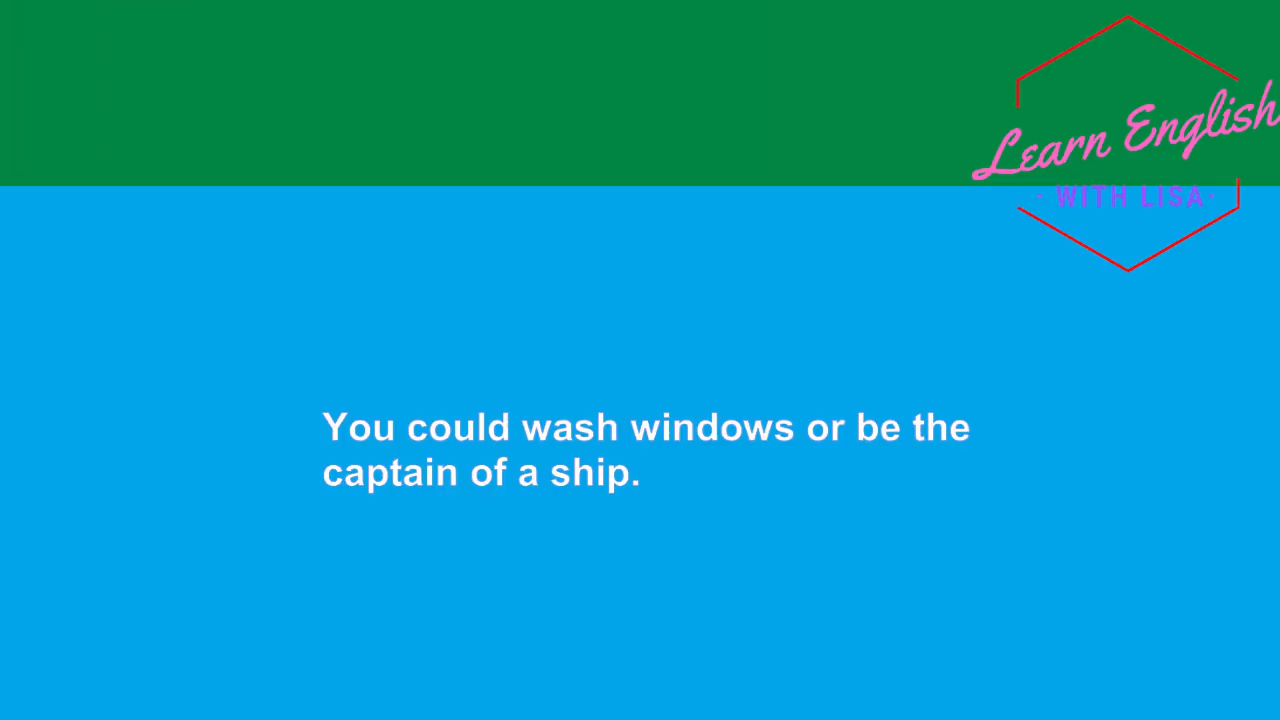 Learn English
· WITH LISA ·
You could wash windows or be the
captain of a ship.